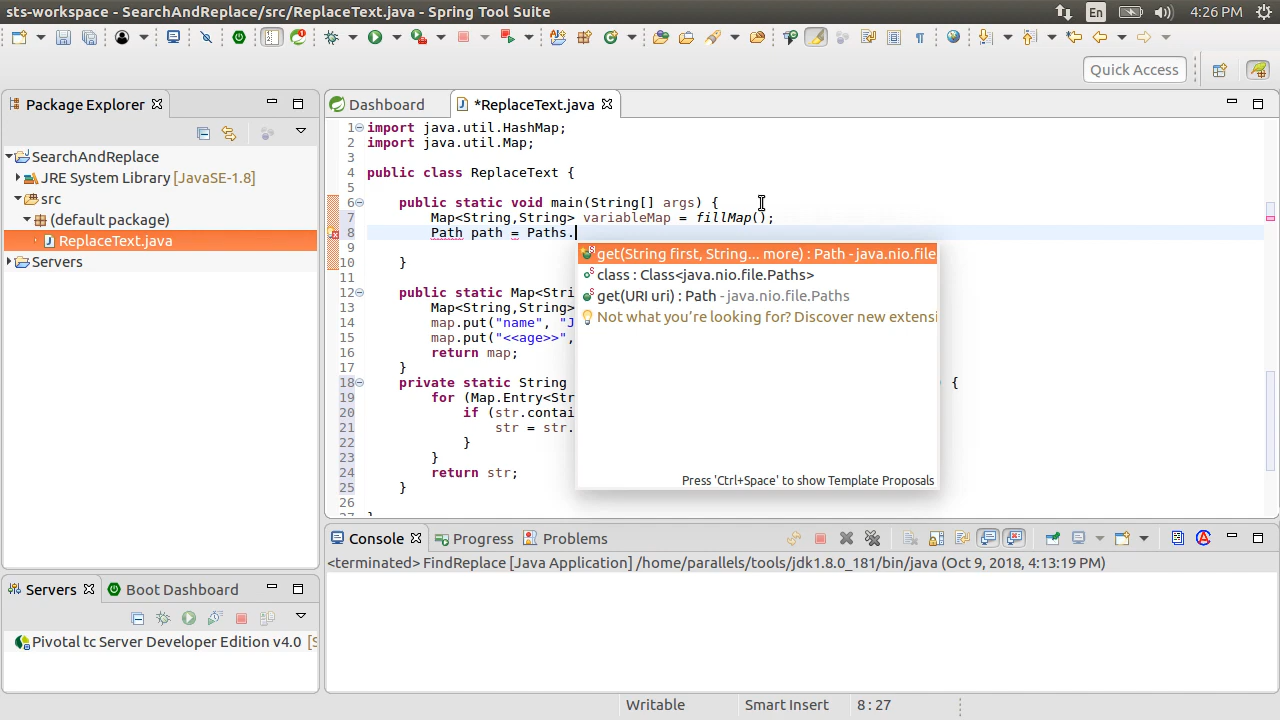 sts-workspace - SearchAndReplace/src/ReplaceText.java - Spring Tool Suite
En
4:26 PM
Quick Access
Package Explorer
SearchAndReplace
JRE System Library [JavaSE-1.8]
src
(default package)
ReplaceText.java
Servers
Dashboard
*ReplaceText.java
1 import java.util.HashMap;
2 import java.util.Map;
3
4 public class ReplaceText {
5
6 public static void main(String[] args) {
7 Map<String,String> variableMap = fillMap();
8 Path path = Paths.
9
10 }
11
12 public static Map<Stri
13 Map<String,String>
14 map.put("name", "J
15 map.put("<<age>>",
16 return map;
17 }
18 private static String {
19 for (Map.Entry<Str
20 if (str.contai
21 str = str.
22 }
23 }
24 return str;
25 }
26
27 }
get(String first, String... more) : Path - java.nio.file
class : Class<java.nio.file.Paths>
get(URI uri) : Path - java.nio.file.Paths
Not what you're looking for? Discover new extensi
Press 'Ctrl+Space' to show Template Proposals
Console
Progress
Problems
<terminated> FindReplace [Java Application] /home/parallels/tools/jdk1.8.0_181/bin/java (Oct 9, 2018, 4:13:19 PM)
Servers
Boot Dashboard
Pivotal tc Server Developer Edition v4.0 [S
Writable
Smart Insert
8 : 27